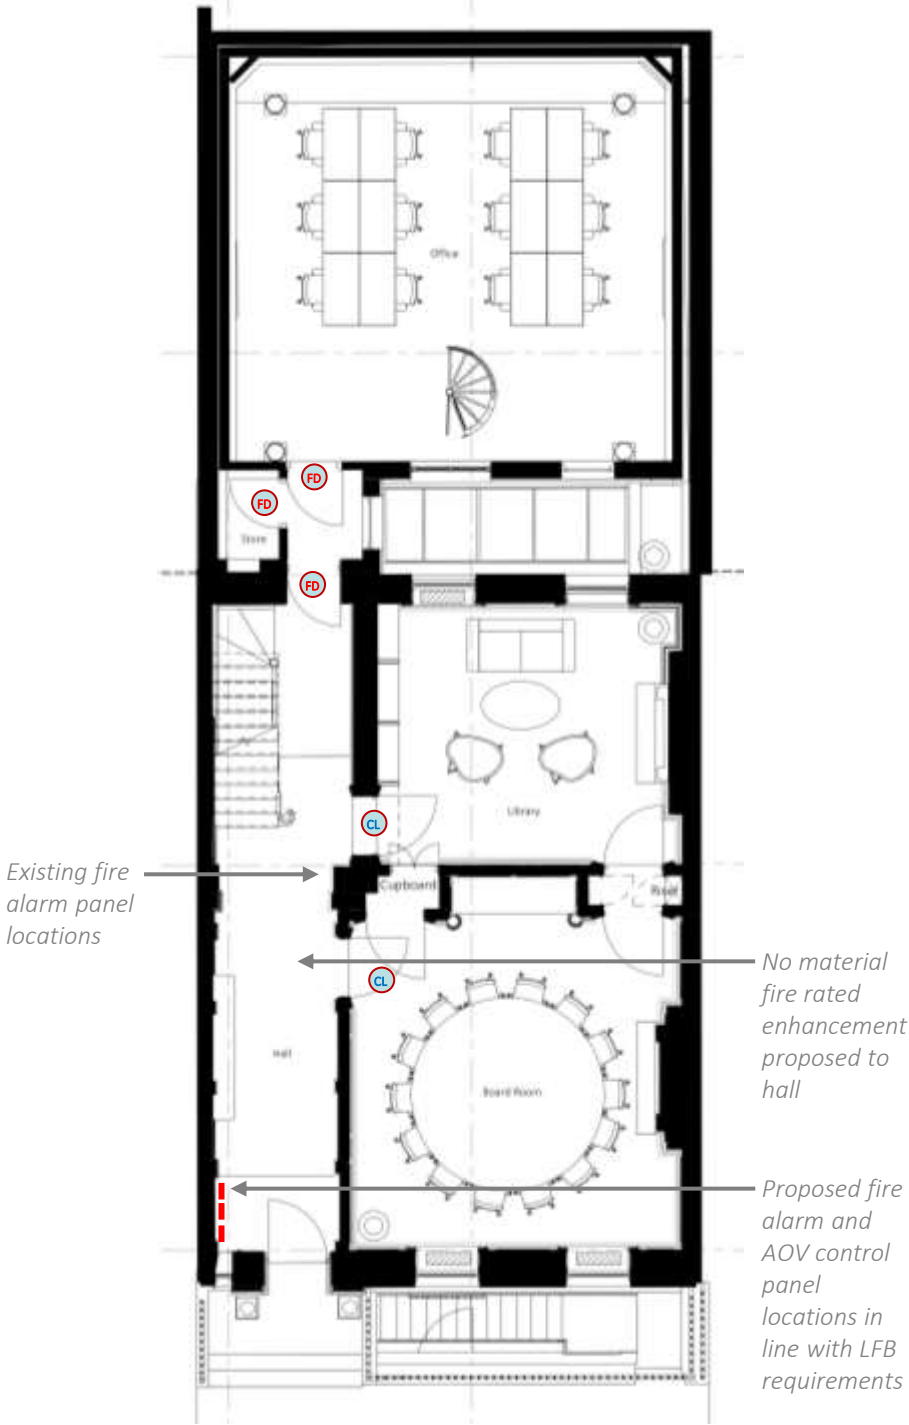 Office
FD
FD
Store
FD
Library
CL
Existing fire
alarm panel
locations
Cupboard
Riser
No material
fire rated
enhancement
proposed to
hall
CL
Hall
Board Room
Proposed fire
alarm and
AOV control
panel
locations in
line with LFB
requirements